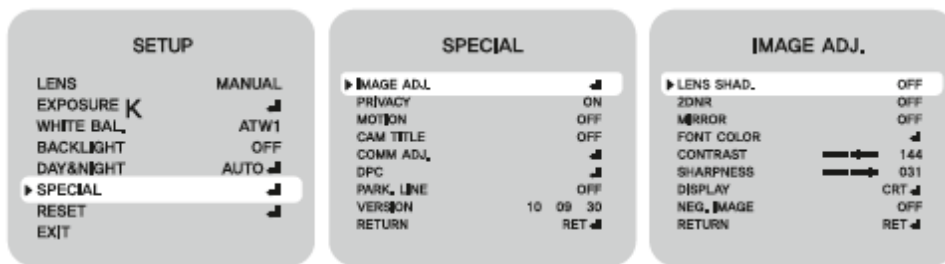 SETUP
LENS MANUAL
EXPOSURE K
WHITE BAL. ATW1
BACKLIGHT OFF
DAY&NIGHT AUTO
SPECIAL
RESET
EXIT
SPECIAL
IMAGE ADJ.
PRIVACY ON
MOTION OFF
CAM TITLE OFF
COMM ADJ.
DPC
PARK. LINE OFF
VERSION 10 09 30
RETURN RET
IMAGE ADJ.
LENS SHAD. OFF
2DNR OFF
MIRROR OFF
FONT COLOR
CONTRAST 144
SHARPNESS 031
DISPLAY CRT
NEG. IMAGE OFF
RETURN RET